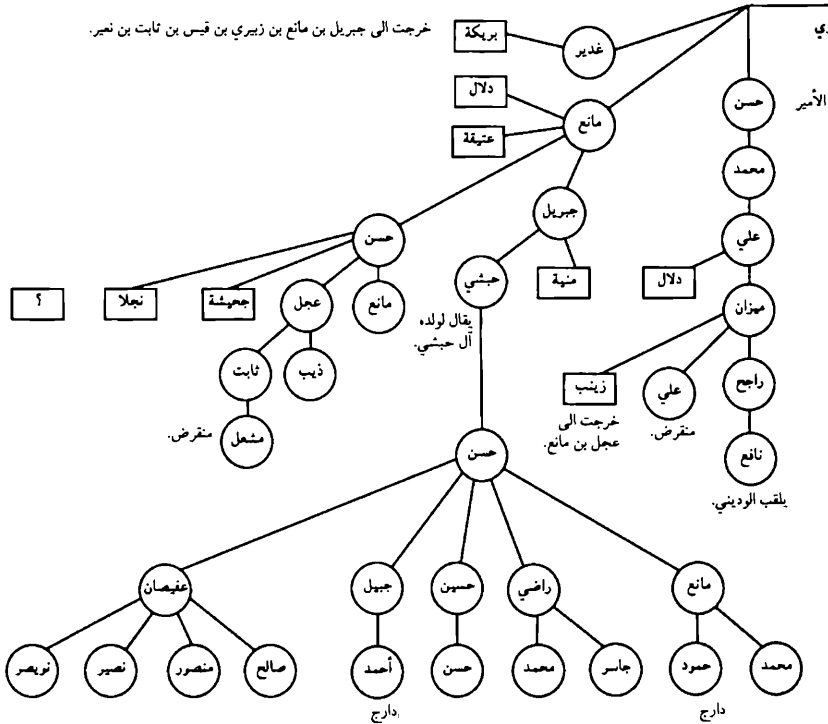 ري
خرجت الى جبريل بن مانع بن زبيري بن قيس بن ثابت بن نعير.
بريكة
غدير
دلال
حسن
الأمير
مانع
عتيقة
محمد
جبريل
حسن
علي
منية
دلال
حبشي
؟
نجلا
جحيشة
عجل
مانع
ميزان
يقال لولده
آل حبشي.
ثابت
ذيب
زينب
علي
راجح
خرجت الى
عجل بن مانع.
منقرض.
مشعل
منقرض.
حسن
نافع
يلقب الوديني.
مانع
راضي
حسين
جبيل
عفيصان
محمد
حمود
جاسر
محمد
حسن
أحمد
صالح
منصور
نصير
نويصر
دارج
دارج